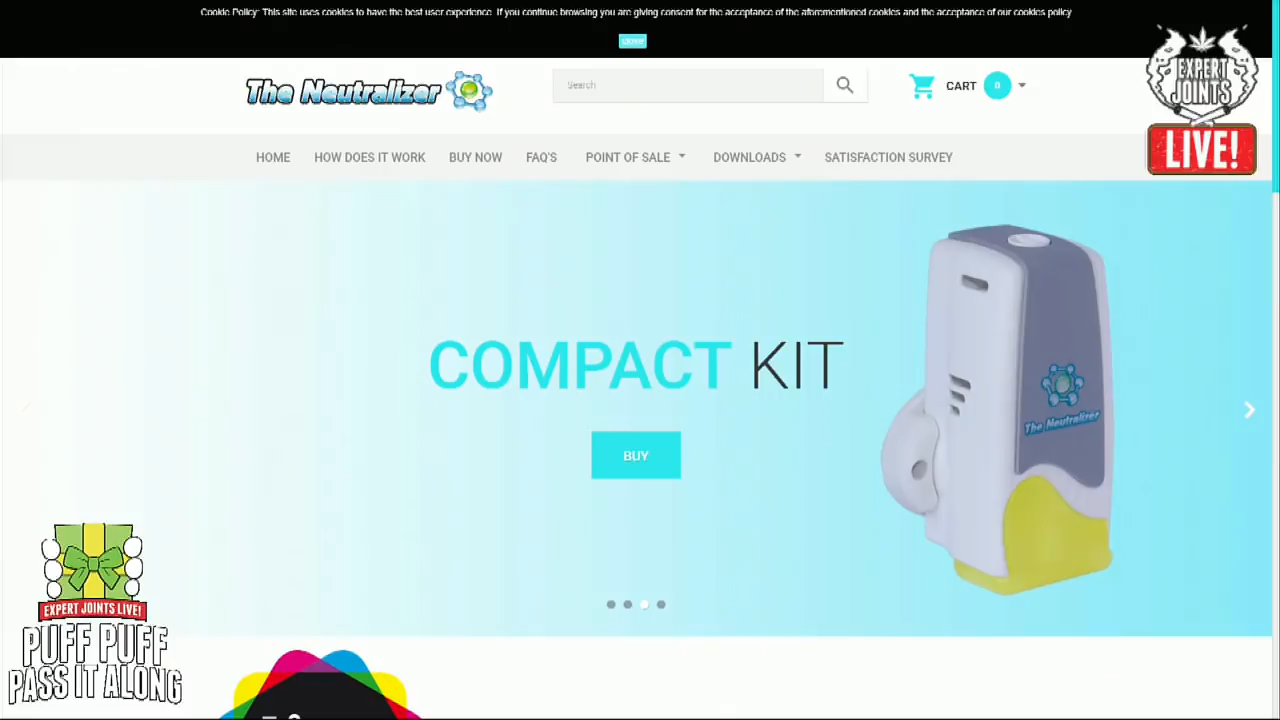 Cookie Policy: This site uses cookies to have the best user experience. If you continue browsing you are giving consent for the acceptance of the aforementioned cookies and the acceptance of our cookies policy
Close
The Neutralizer
Search
CART 0
EXPERT
JOINTS
LIVE!
HOME HOW DOES IT WORK BUY NOW FAQ'S POINT OF SALE DOWNLOADS SATISFACTION SURVEY
COMPACT KIT
BUY
The Neutralizer
EXPERT JOINTS LIVE!
PUFF PUFF
PASS IT ALONG